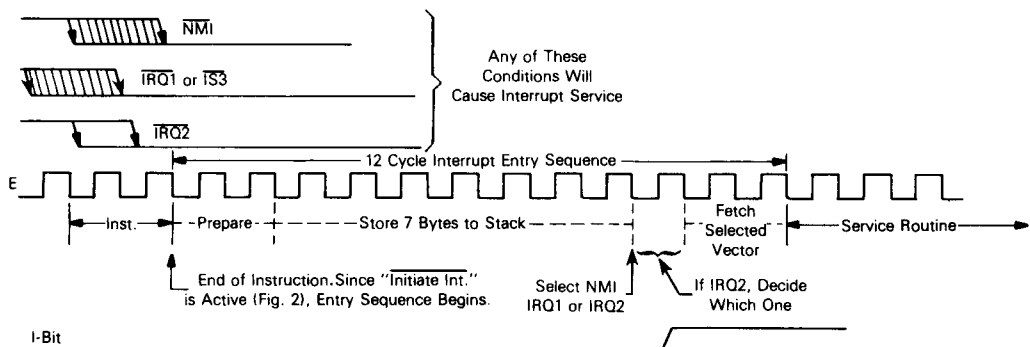 NMI
IRQ1 or IS3
IRQ2
Any of These
Conditions Will
Cause Interrupt Service
12 Cycle Interrupt Entry Sequence
E
Inst.
Prepare
Store 7 Bytes to Stack
Fetch
Selected
Vector
Service Routine
End of Instruction. Since "Initiate Int."
is Active (Fig. 2), Entry Sequence Begins.
Select NMI
IRQ1 or IRQ2
If IRQ2, Decide
Which One
I-Bit